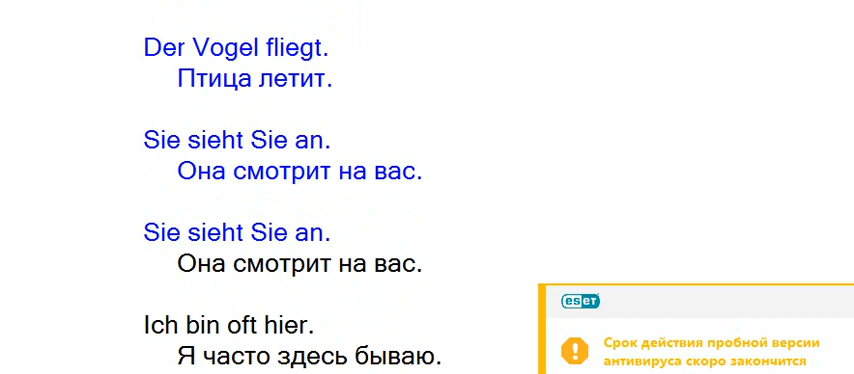 Der Vogel fliegt.
Птица летит.
Sie sieht Sie an.
Она смотрит на вас.
Sie sieht Sie an.
Она смотрит на вас.
Ich bin oft hier.
Я часто здесь бываю.
eset
Срок действия пробной версии
антивируса скоро закончится